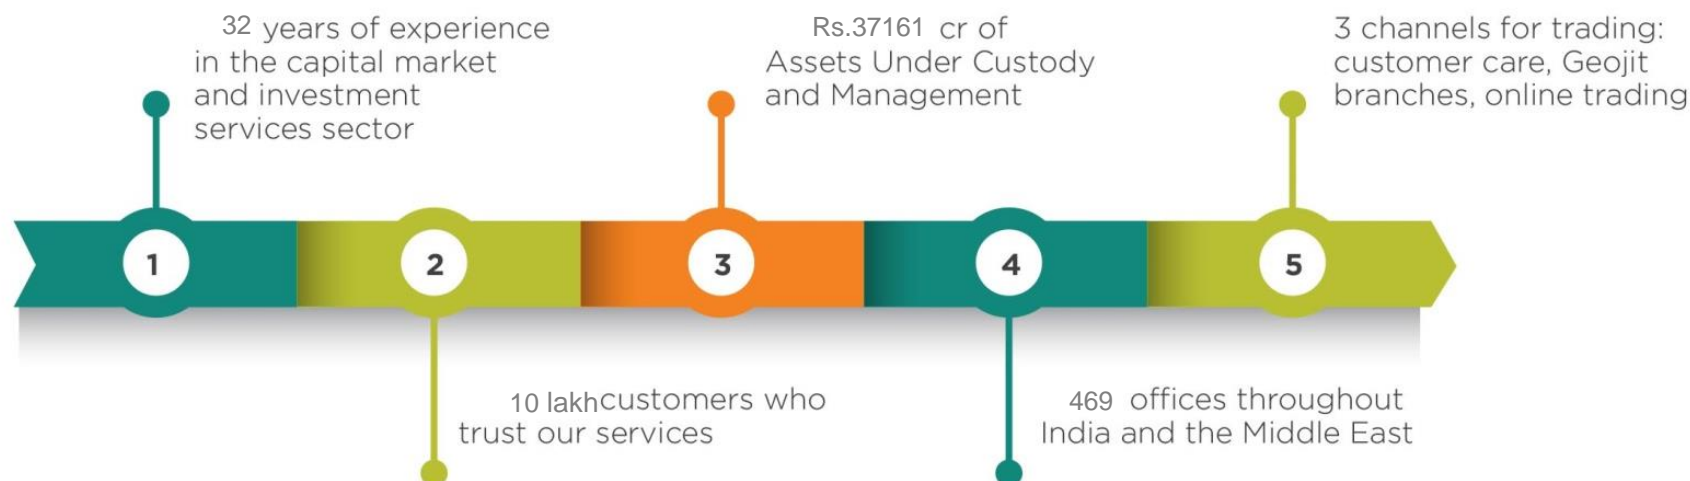 32 years of experience
in the capital market
and investment
services sector
Rs.37161 cr of
Assets Under Custody
and Management
3 channels for trading:
customer care, Geojit
branches, online trading
1
2
3
4
5
10 lakhcustomers who
trust our services
469 offices throughout
India and the Middle East